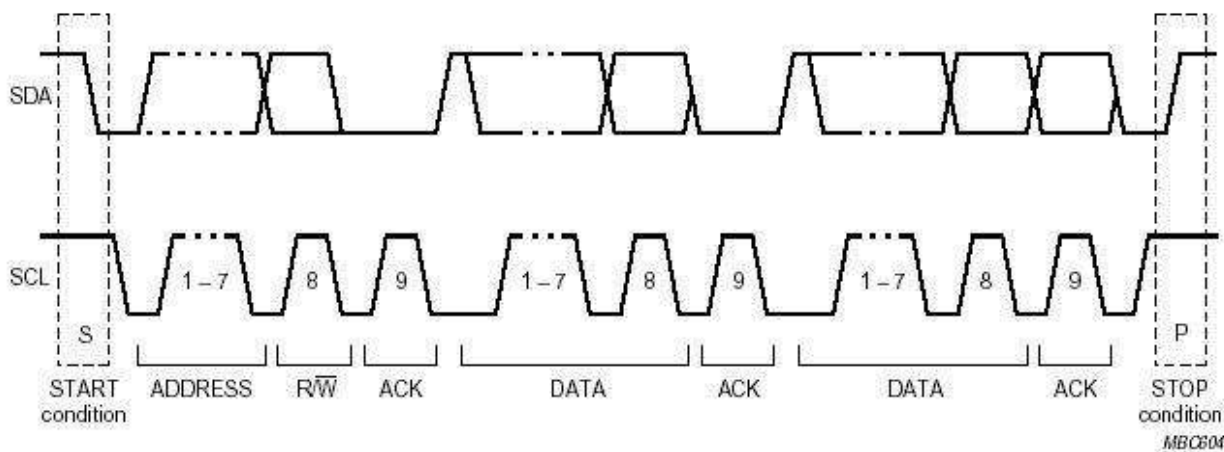 SDA
SCL
1 – 7
8
9
1 – 7
8
9
1 – 7
8
9
S
P
START
condition
ADDRESS
R/W̅
ACK
DATA
ACK
DATA
ACK
STOP
condition
MBC604